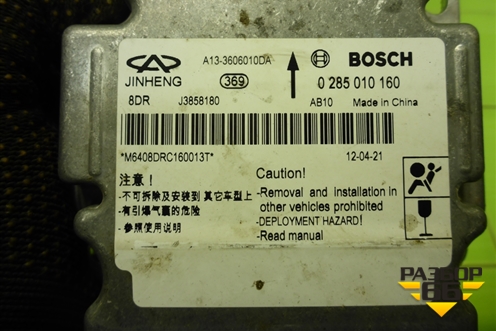 A13-3606010DA
BOSCH
JINHENG
369
0 285 010 160
8DR J3858180
AB10 Made in China
*M6408DRC160013T*
12-04-21
注意！
-不可拆除及安装到 其它车型上
-有引爆气囊的危险
-参照使用说明
Caution!
-Removal and installation in
other vehicles prohibited
-DEPLOYMENT HAZARD!
-Read manual
РАЗБОР